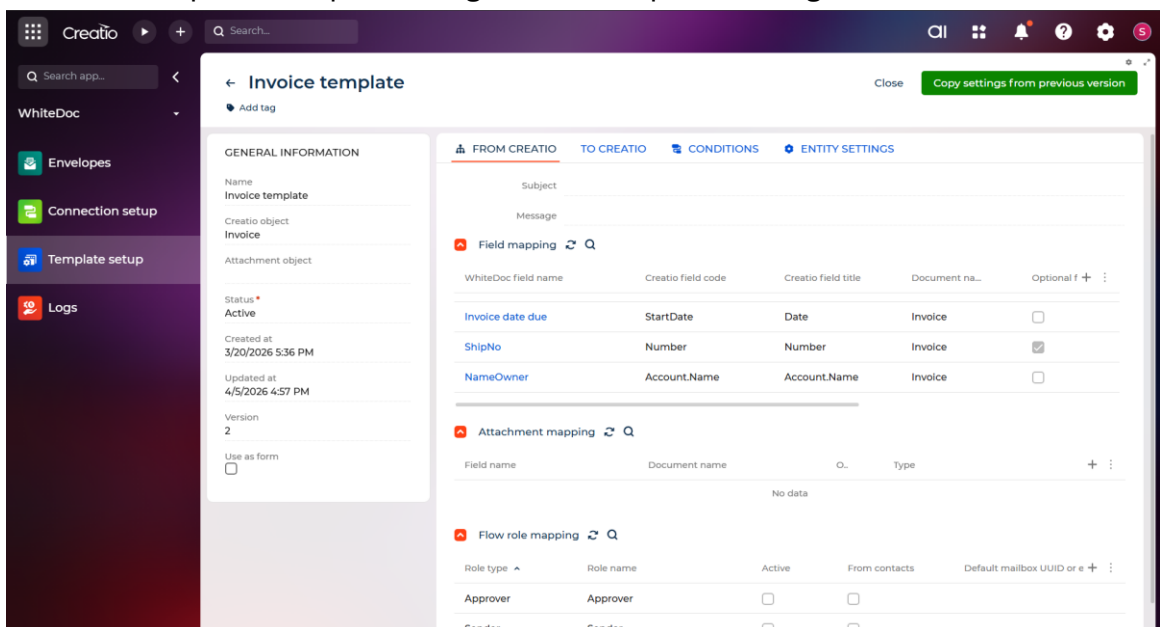 Creatio
Search...
S
Search app...
WhiteDoc
Envelopes
Connection setup
Template setup
Logs
Invoice template
Close
Copy settings from previous version
Add tag
GENERAL INFORMATION
Name
Invoice template
Creatio object
Invoice
Attachment object
Status*
Active
Created at
3/20/2026 5:36 PM
Updated at
4/5/2026 4:57 PM
Version
2
Use as form
FROM CREATIO TO CREATIO CONDITIONS ENTITY SETTINGS
Subject
Message
Field mapping
WhiteDoc field name Creatio field code Creatio field title Document na... Optional f
Invoice date due StartDate Date Invoice
ShipNo Number Number Invoice
NameOwner Account.Name Account.Name Invoice
Attachment mapping
Field name Document name O.. Type
No data
Flow role mapping
Role type Role name Active From contacts Default mailbox UUID or e
Approver Approver